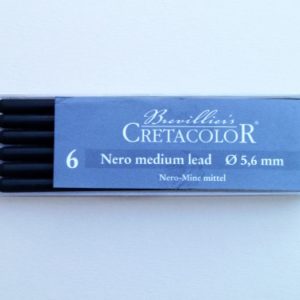 Brevillier's
CRETACOLOR®
6 Nero medium lead Ø 5,6 mm
Nero-Mine mittel